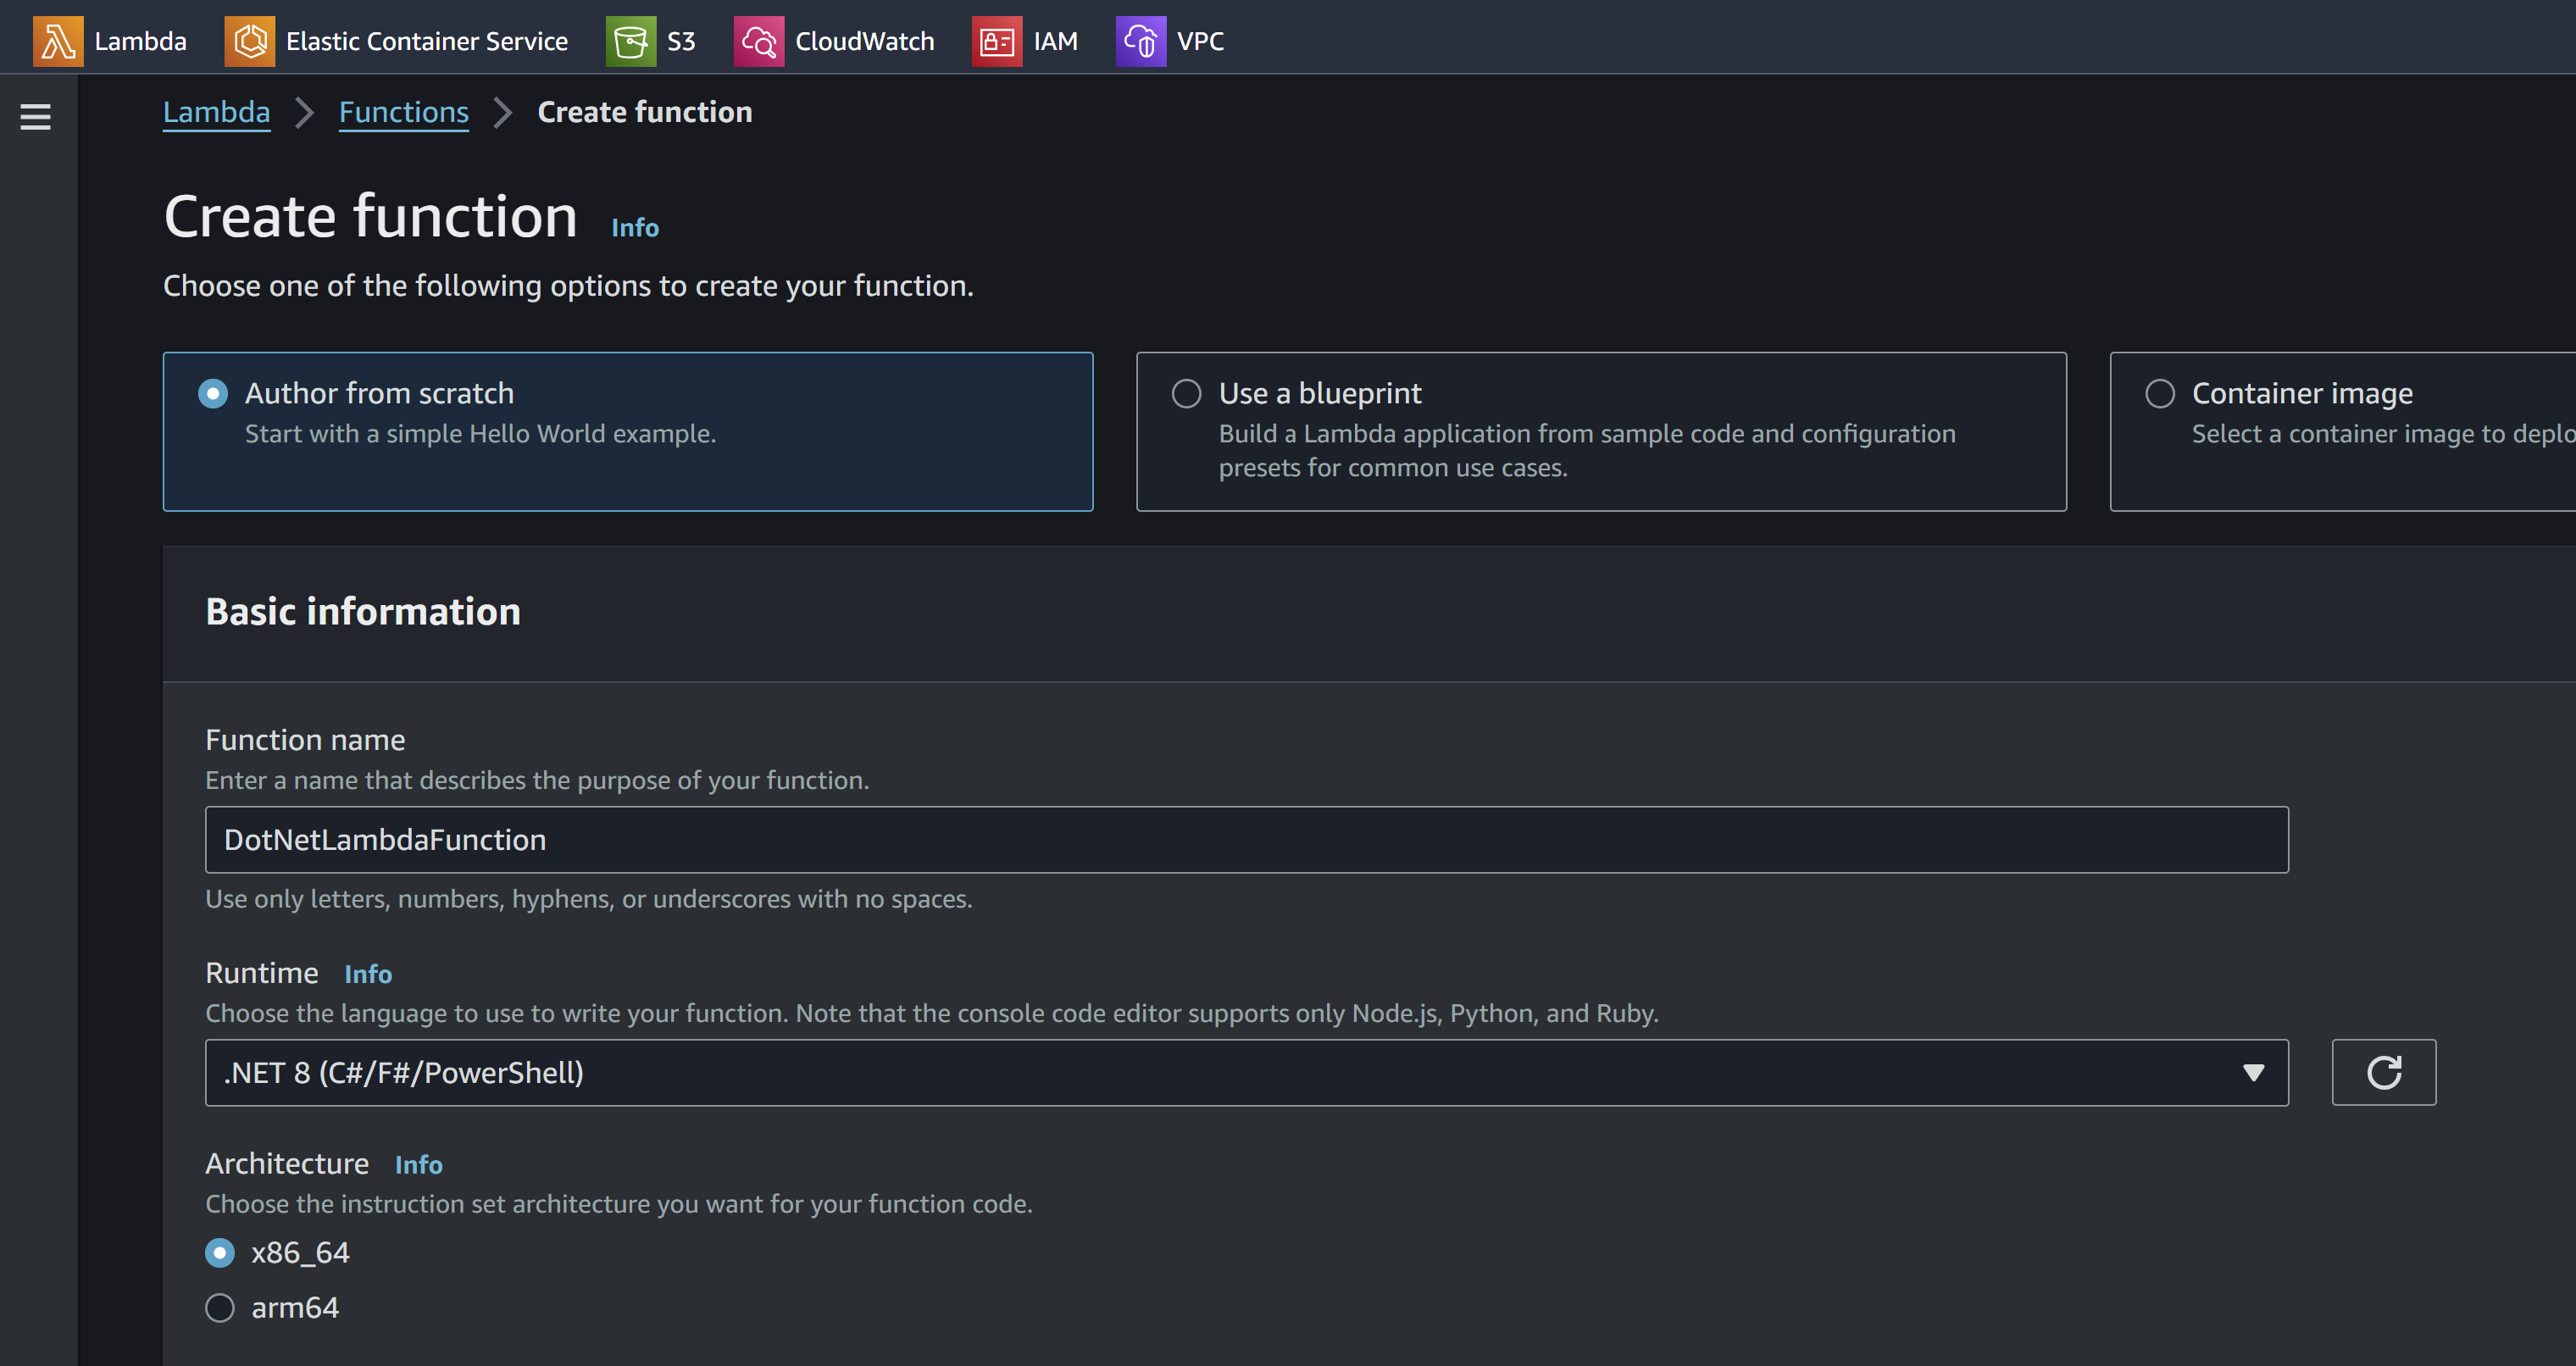 Lambda Elastic Container Service S3 CloudWatch IAM VPC
Lambda Functions Create function
Create function Info
Choose one of the following options to create your function.
Author from scratch
Start with a simple Hello World example.
Use a blueprint
Build a Lambda application from sample code and configuration
presets for common use cases.
Container image
Select a container image to deplo
Basic information
Function name
Enter a name that describes the purpose of your function.
DotNetLambdaFunction
Use only letters, numbers, hyphens, or underscores with no spaces.
Runtime Info
Choose the language to use to write your function. Note that the console code editor supports only Node.js, Python, and Ruby.
.NET 8 (C#/F#/PowerShell)
Architecture Info
Choose the instruction set architecture you want for your function code.
x86_64
arm64